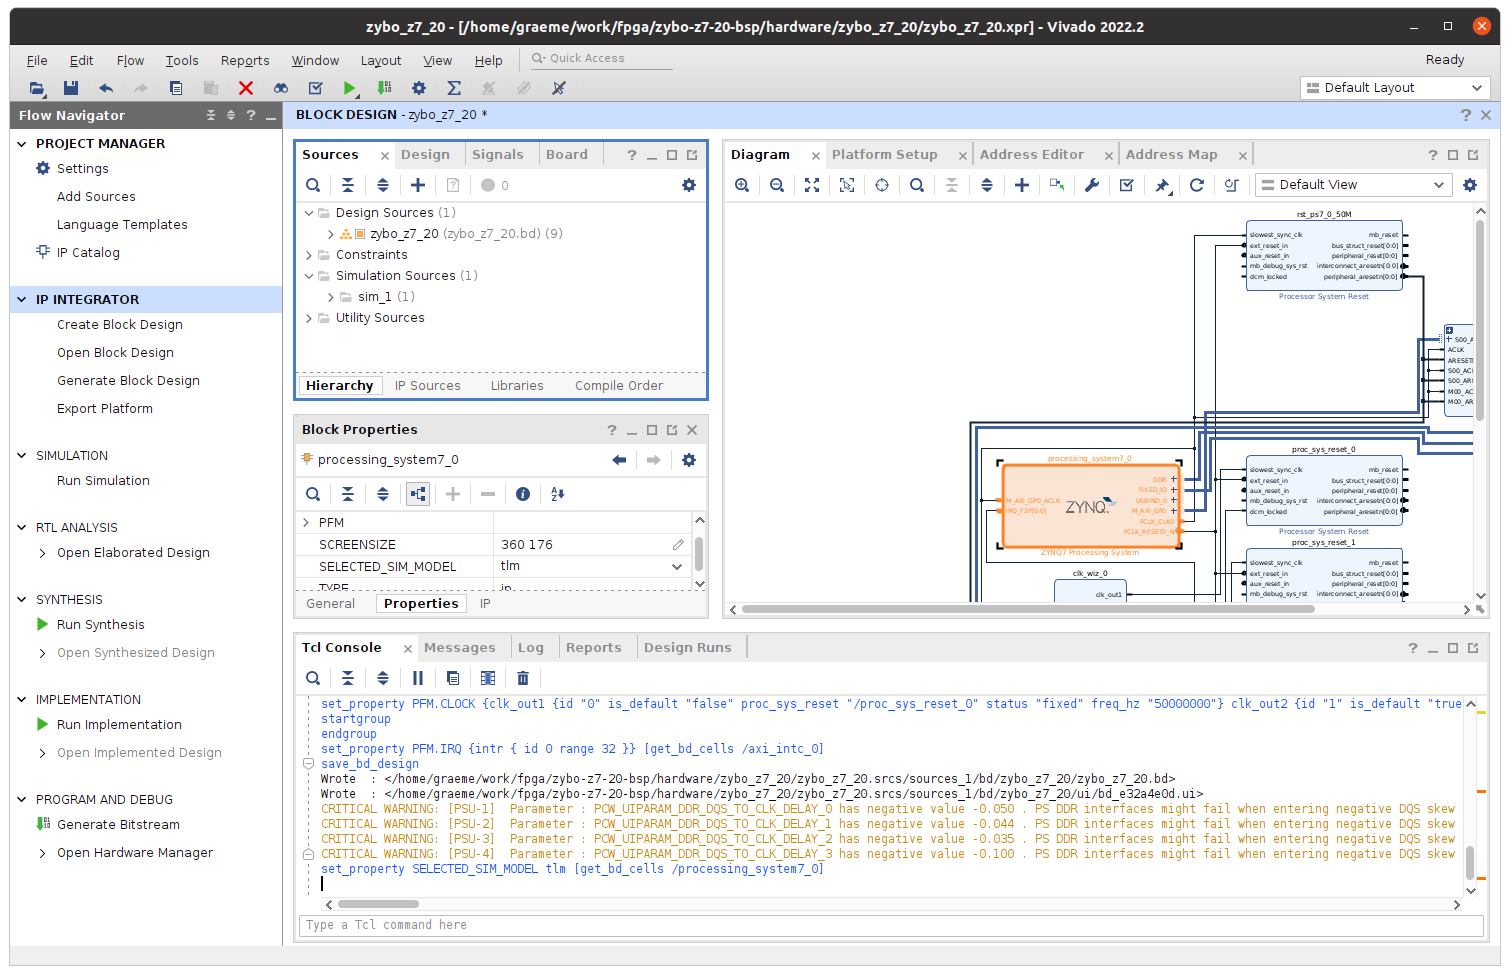 zybo_z7_20 - [/home/graeme/work/fpga/zybo-z7-20-bsp/hardware/zybo_z7_20/zybo_z7_20.xpr] - Vivado 2022.2
File Edit Flow Tools Reports Window Layout View Help Quick Access Ready
Default Layout
Flow Navigator
PROJECT MANAGER
Settings
Add Sources
Language Templates
IP Catalog
IP INTEGRATOR
Create Block Design
Open Block Design
Generate Block Design
Export Platform
SIMULATION
Run Simulation
RTL ANALYSIS
Open Elaborated Design
SYNTHESIS
Run Synthesis
Open Synthesized Design
IMPLEMENTATION
Run Implementation
Open Implemented Design
PROGRAM AND DEBUG
Generate Bitstream
Open Hardware Manager
BLOCK DESIGN - zybo_z7_20 *
Sources Design Signals Board
0
Design Sources (1)
zybo_z7_20 (zybo_z7_20.bd) (9)
Constraints
Simulation Sources (1)
sim_1 (1)
Utility Sources
Hierarchy IP Sources Libraries Compile Order
Block Properties
processing_system7_0
PFM
SCREENSIZE 360 176
SELECTED_SIM_MODEL tlm
TYPE ip
General Properties IP
Diagram Platform Setup Address Editor Address Map
Default View
rst_ps7_0_50M
slowest_sync_clk mb_reset
ext_reset_in bus_struct_reset[0:0]
aux_reset_in peripheral_reset[0:0]
mb_debug_sys_rst interconnect_aresetn[0:0]
dcm_locked peripheral_aresetn[0:0]
Processor System Reset
S00_A
ACLK
ARESET
S00_ACL
S00_ARE
M00_AC
M00_AR
processing_system7_0
DDR
FIXED_IO
USBIND_0
M_AXI_GP0_ACLK M_AXI_GP0
IRQ_F2P[0:0] FCLK_CLK0
FCLK_RESET0_N
ZYNQ
ZYNQ7 Processing System
proc_sys_reset_0
slowest_sync_clk mb_reset
ext_reset_in bus_struct_reset[0:0]
aux_reset_in peripheral_reset[0:0]
mb_debug_sys_rst interconnect_aresetn[0:0]
dcm_locked peripheral_aresetn[0:0]
Processor System Reset
proc_sys_reset_1
slowest_sync_clk mb_reset
ext_reset_in bus_struct_reset[0:0]
aux_reset_in peripheral_reset[0:0]
mb_debug_sys_rst interconnect_aresetn[0:0]
clk_wiz_0
clk_out1
Tcl Console Messages Log Reports Design Runs
set_property PFM.CLOCK {clk_out1 {id "0" is_default "false" proc_sys_reset "/proc_sys_reset_0" status "fixed" freq_hz "50000000"} clk_out2 {id "1" is_default "true
startgroup
endgroup
set_property PFM.IRQ {intr { id 0 range 32 }} [get_bd_cells /axi_intc_0]
save_bd_design
Wrote  : </home/graeme/work/fpga/zybo-z7-20-bsp/hardware/zybo_z7_20/zybo_z7_20.srcs/sources_1/bd/zybo_z7_20/zybo_z7_20.bd>
Wrote  : </home/graeme/work/fpga/zybo-z7-20-bsp/hardware/zybo_z7_20/zybo_z7_20.srcs/sources_1/bd/zybo_z7_20/ui/bd_e32a4e0d.ui>
CRITICAL WARNING: [PSU-1]  Parameter : PCW_UIPARAM_DDR_DQS_TO_CLK_DELAY_0 has negative value -0.050 . PS DDR interfaces might fail when entering negative DQS skew
CRITICAL WARNING: [PSU-2]  Parameter : PCW_UIPARAM_DDR_DQS_TO_CLK_DELAY_1 has negative value -0.044 . PS DDR interfaces might fail when entering negative DQS skew
CRITICAL WARNING: [PSU-3]  Parameter : PCW_UIPARAM_DDR_DQS_TO_CLK_DELAY_2 has negative value -0.035 . PS DDR interfaces might fail when entering negative DQS skew
CRITICAL WARNING: [PSU-4]  Parameter : PCW_UIPARAM_DDR_DQS_TO_CLK_DELAY_3 has negative value -0.100 . PS DDR interfaces might fail when entering negative DQS skew
set_property SELECTED_SIM_MODEL tlm [get_bd_cells /processing_system7_0]
Type a Tcl command here